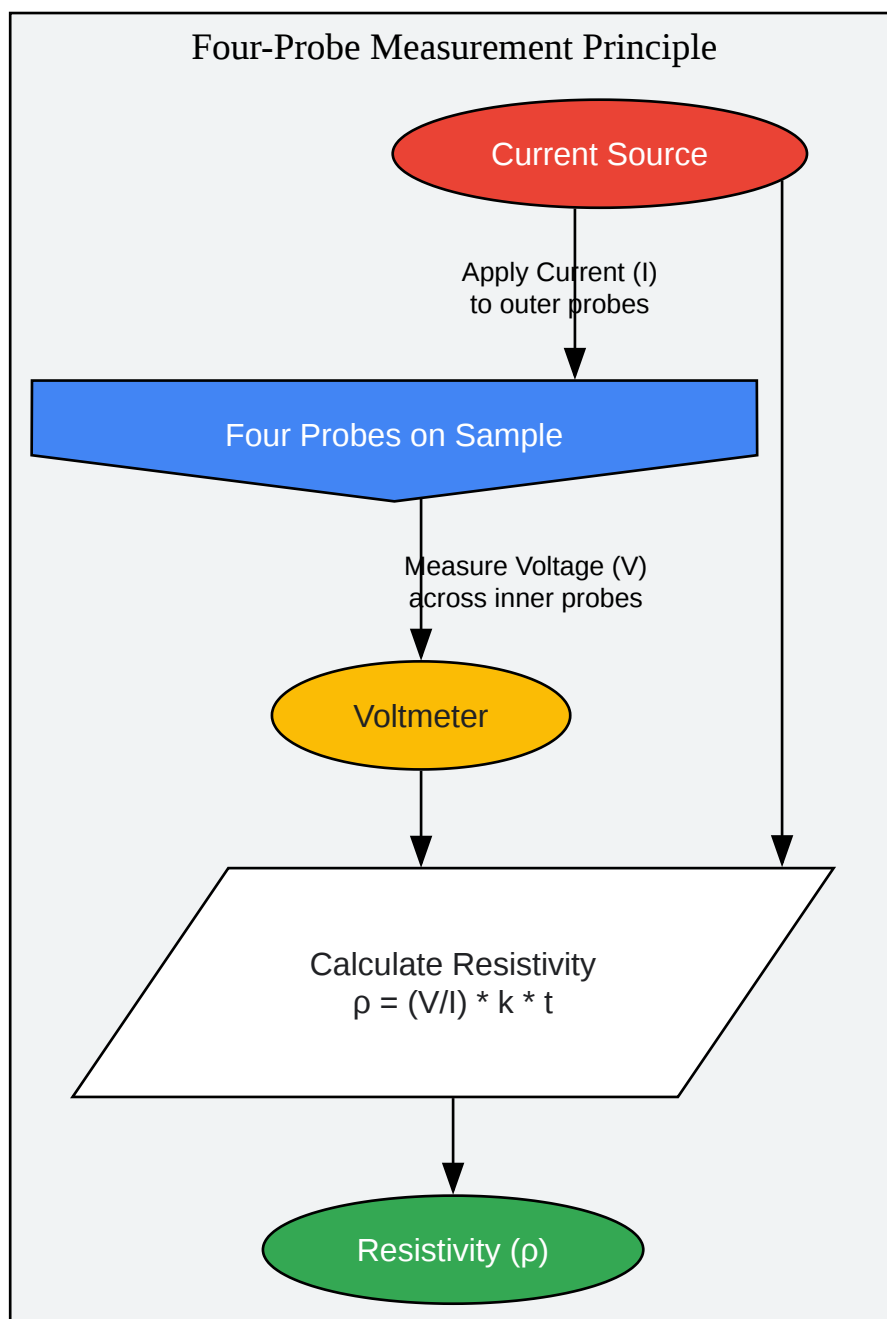 Four-Probe Measurement Principle
Current Source
Apply Current (I)
to outer probes
Four Probes on Sample
Measure Voltage (V)
across inner probes
Voltmeter
Calculate Resistivity
ρ = (V/I) * k * t
Resistivity (ρ)